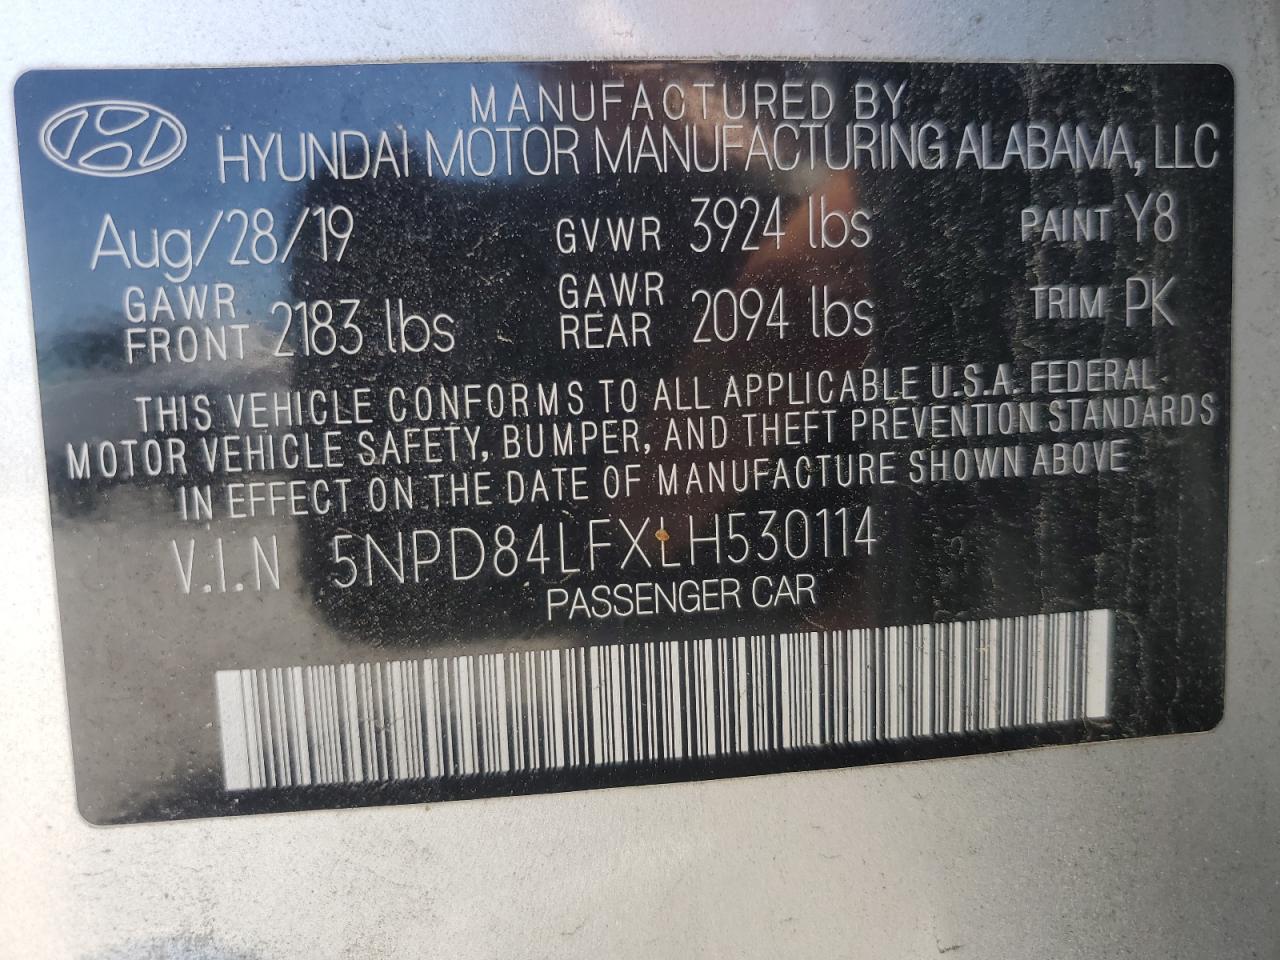 MANUFACTURED BY
HYUNDAI MOTOR MANUFACTURING ALABAMA, LLC
Aug/28/19 GVWR 3924 lbs PAINT Y8
GAWR FRONT 2183 lbs GAWR REAR 2094 lbs TRIM PK
THIS VEHICLE CONFORMS TO ALL APPLICABLE U.S.A. FEDERAL
MOTOR VEHICLE SAFETY, BUMPER, AND THEFT PREVENTION STANDARDS
IN EFFECT ON THE DATE OF MANUFACTURE SHOWN ABOVE
V.I.N 5NPD84LFXLH530114
PASSENGER CAR